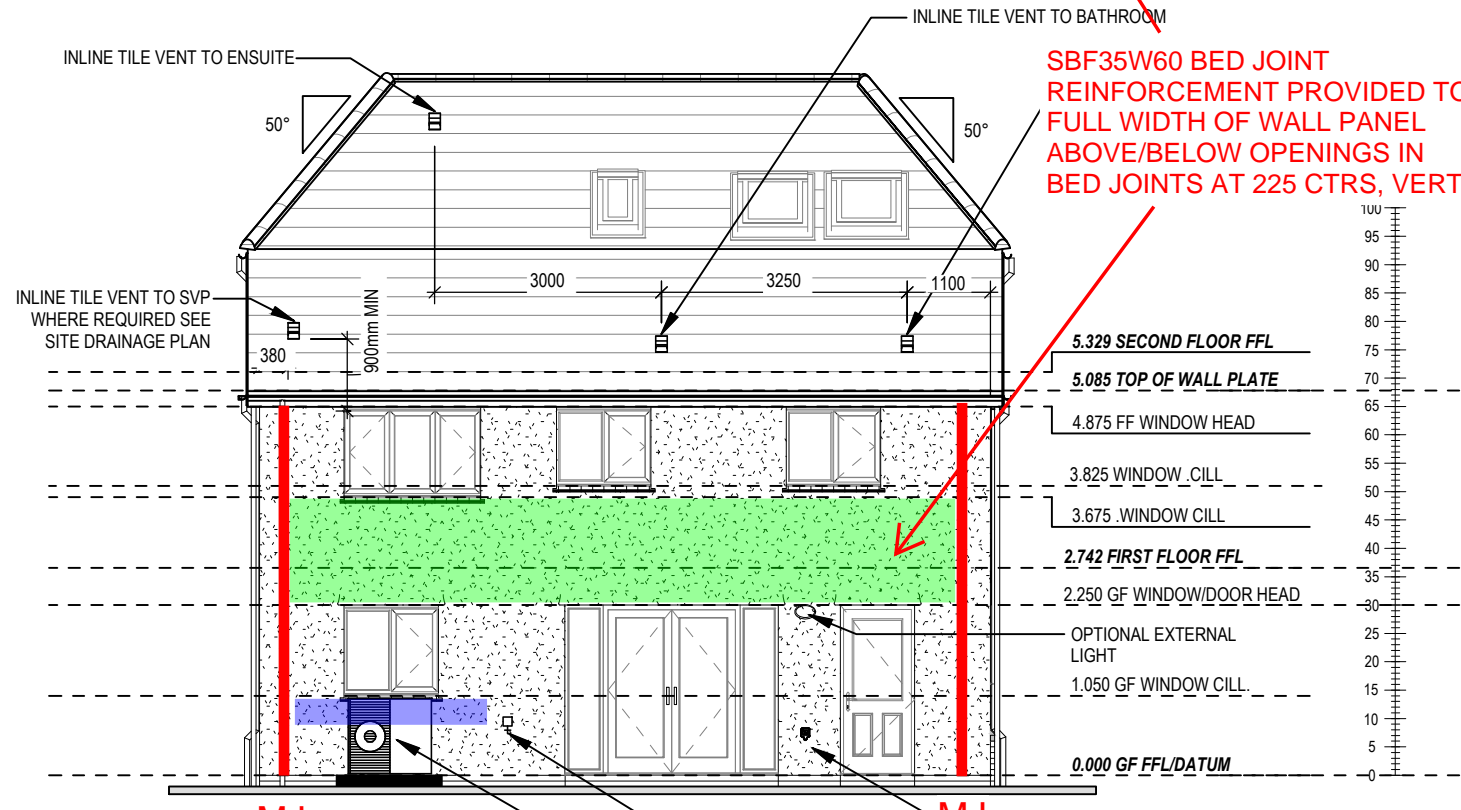 INLINE TILE VENT TO BATHROOM
INLINE TILE VENT TO ENSUITE
SBF35W60 BED JOINT
REINFORCEMENT PROVIDED TO
FULL WIDTH OF WALL PANEL
ABOVE/BELOW OPENINGS IN
BED JOINTS AT 225 CTRS, VERT
50°
50°
INLINE TILE VENT TO SVP
WHERE REQUIRED SEE
SITE DRAINAGE PLAN
3000
3250
1100
380
900mm MIN
5.329 SECOND FLOOR FFL
5.085 TOP OF WALL PLATE
4.875 FF WINDOW HEAD
3.825 WINDOW .CILL
3.675 .WINDOW CILL
2.742 FIRST FLOOR FFL
2.250 GF WINDOW/DOOR HEAD
OPTIONAL EXTERNAL
LIGHT
1.050 GF WINDOW CILL.
0.000 GF FFL/DATUM
100
95
90
85
80
75
70
65
60
55
50
45
40
35
30
25
20
15
10
5
0